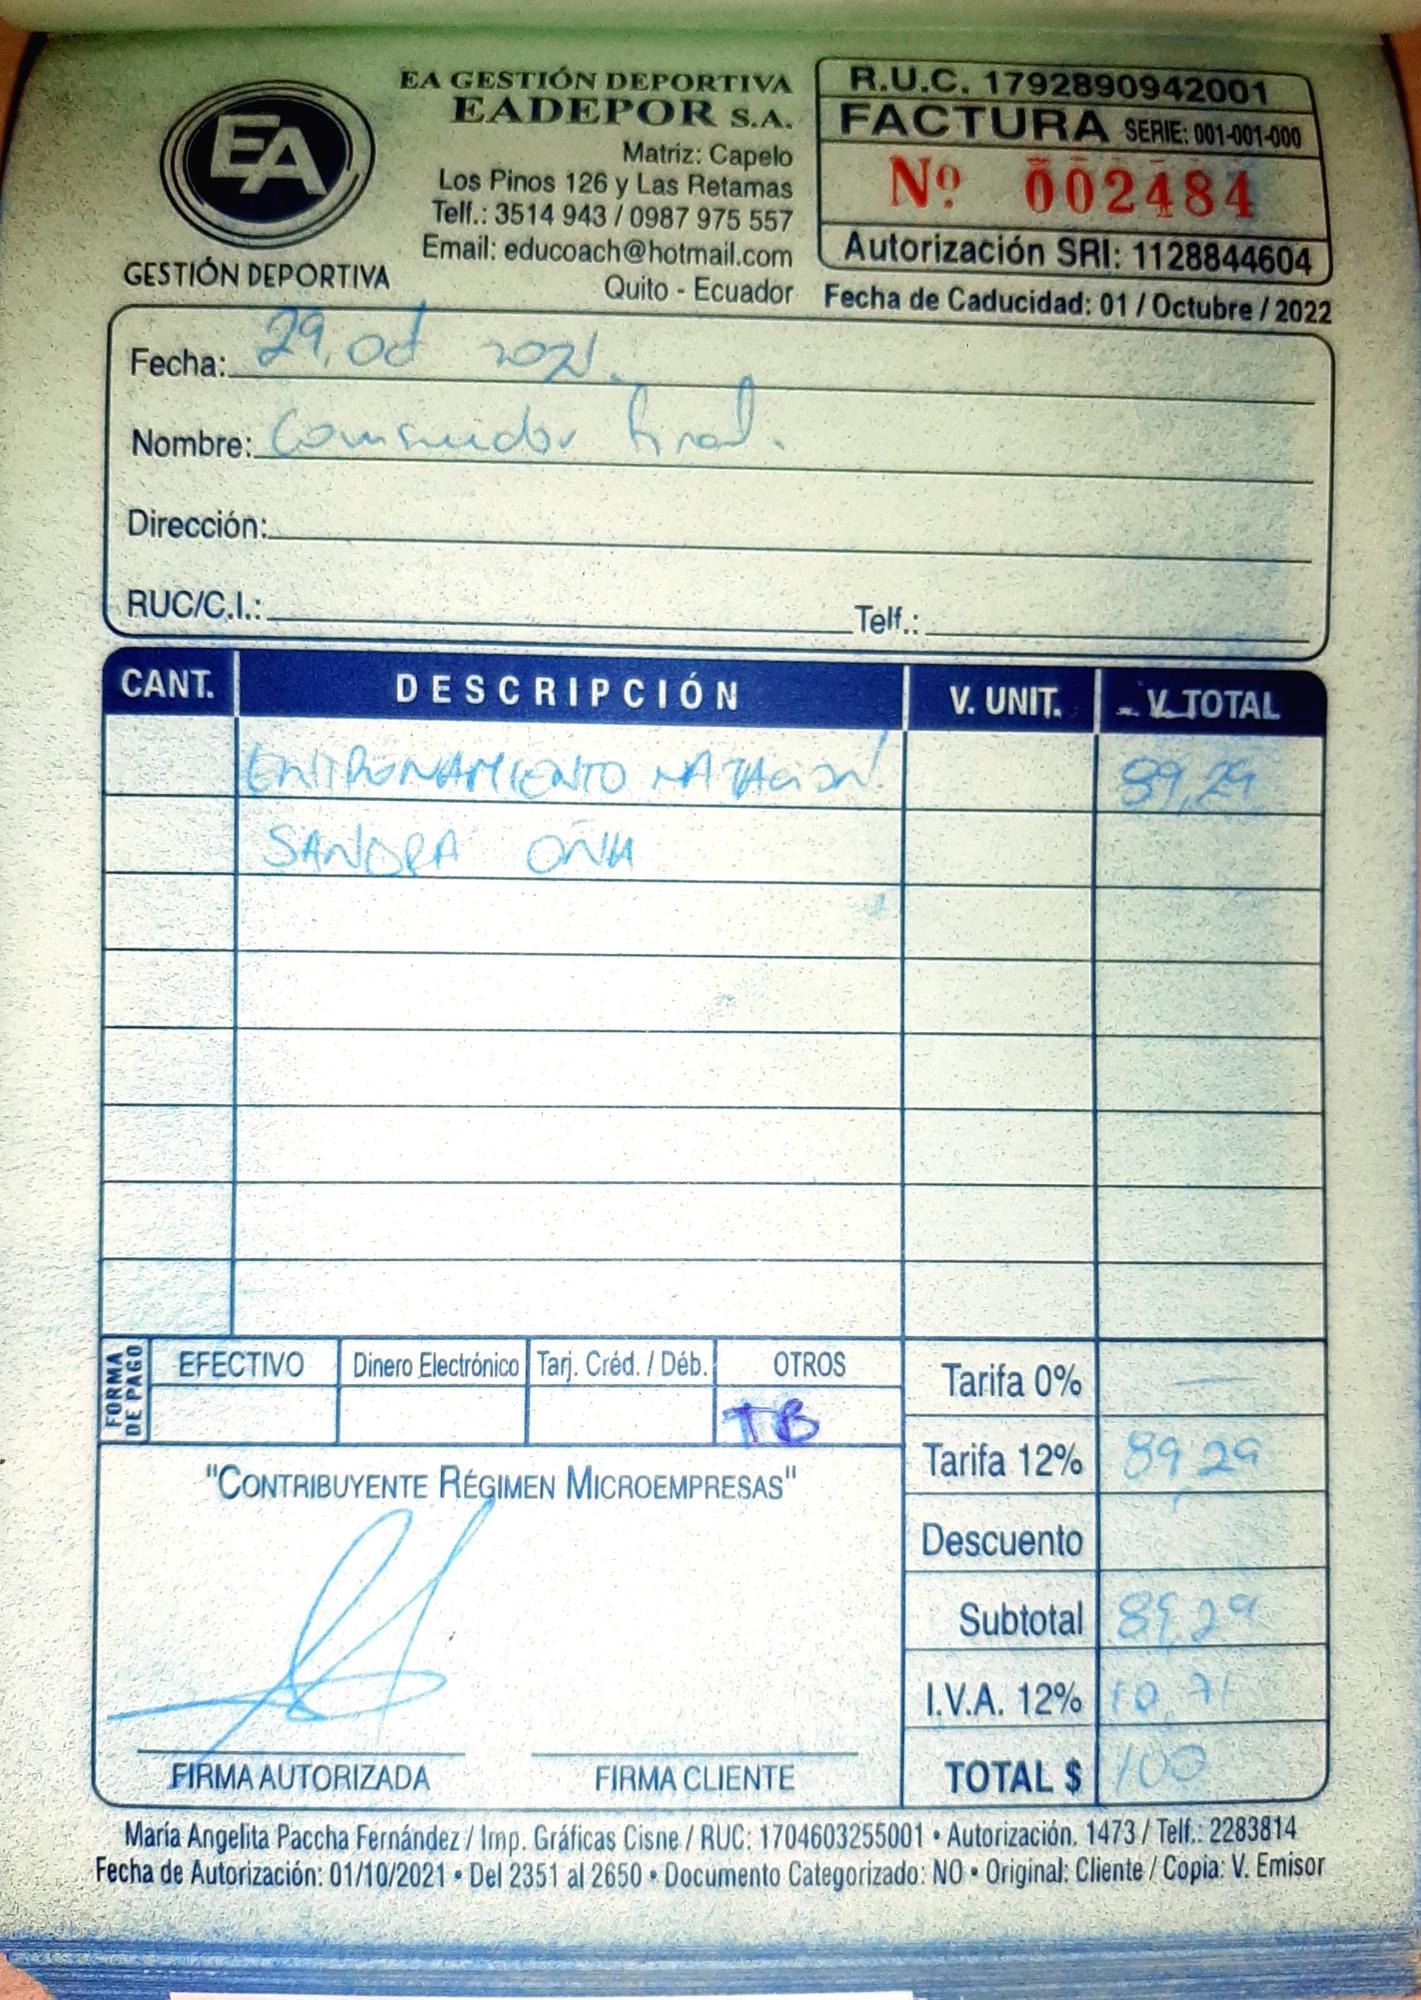 EA
GESTIÓN DEPORTIVA
EA GESTIÓN DEPORTIVA
EADEPOR S.A.
Matriz: Capelo
Los Pinos 126 y Las Retamas
Telf.: 3514 943 / 0987 975 557
Email: educoach@hotmail.com
Quito - Ecuador
R.U.C. 1792890942001
FACTURA SERIE: 001-001-000
Nº 002484
Autorización SRI: 1128844604
Fecha de Caducidad: 01 / Octubre / 2022
Fecha: 29, oct 2021.
Nombre: Consumidor final.
Dirección:
RUC/C.I.: Telf.:
CANT. DESCRIPCIÓN V. UNIT. V. TOTAL
ENTRENAMIENTO NATACIÓN 89,29
SANDRA OÑA
FORMA DE PAGO
EFECTIVO Dinero Electrónico Tarj. Créd. / Déb. OTROS
TB
Tarifa 0% —
Tarifa 12% 89,29
Descuento
Subtotal 89,29
I.V.A. 12% 10,71
TOTAL $ 100
"CONTRIBUYENTE RÉGIMEN MICROEMPRESAS"
FIRMA AUTORIZADA FIRMA CLIENTE
María Angelita Paccha Fernández / Imp. Gráficas Cisne / RUC: 1704603255001 • Autorización. 1473 / Telf.: 2283814
Fecha de Autorización: 01/10/2021 • Del 2351 al 2650 • Documento Categorizado: NO • Original: Cliente / Copia: V. Emisor